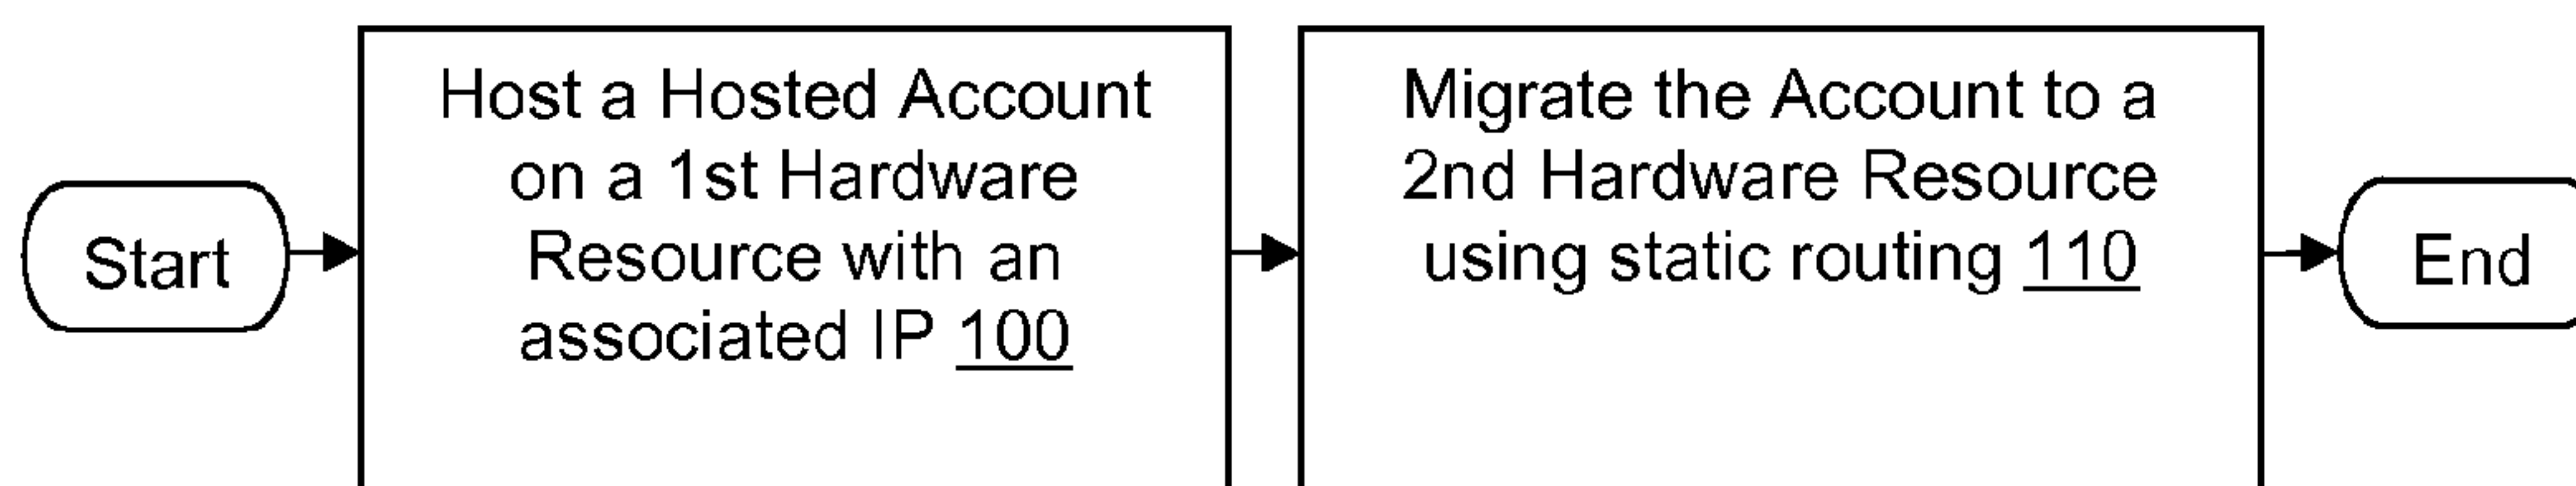 Start
Host a Hosted Account
on a 1st Hardware
Resource with an
associated IP 100
Migrate the Account to a
2nd Hardware Resource
using static routing 110
End